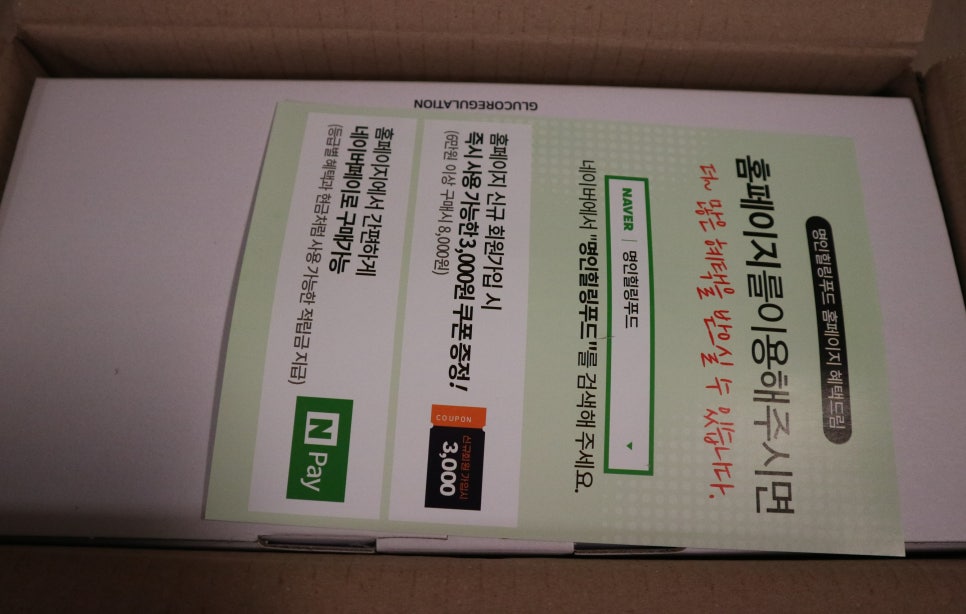 GLUCOREGULATION
명인힐링푸드 홈페이지 혜택드림
홈페이지를이용해주시면
더 많은 혜택을 받으실 수 있습니다.
NAVER | 명인힐링푸드
네이버에서 "명인힐링푸드"를 검색해 주세요.
홈페이지 신규 회원가입 시
즉시 사용 가능한3,000원 쿠폰 증정!
(6만원 이상 구매시 8,000원)
COUPON
신규회원 가입시
3,000
홈페이지에서 간편하게
네이버페이로 구매가능
(등급별 혜택과 현금처럼 사용 가능한 적립금 지급)
N Pay